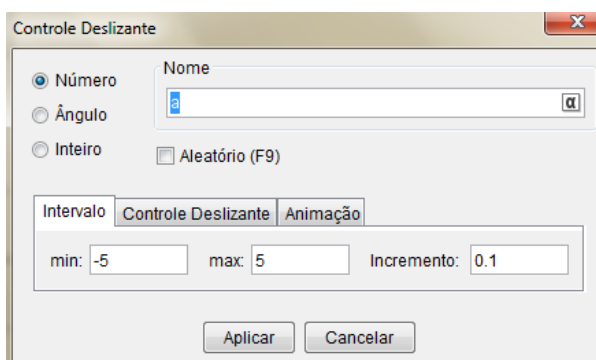 Controle Deslizante
Número
Nome
a
α
Ângulo
Inteiro
Aleatório (F9)
Intervalo Controle Deslizante Animação
min: -5 max: 5 Incremento: 0.1
Aplicar Cancelar